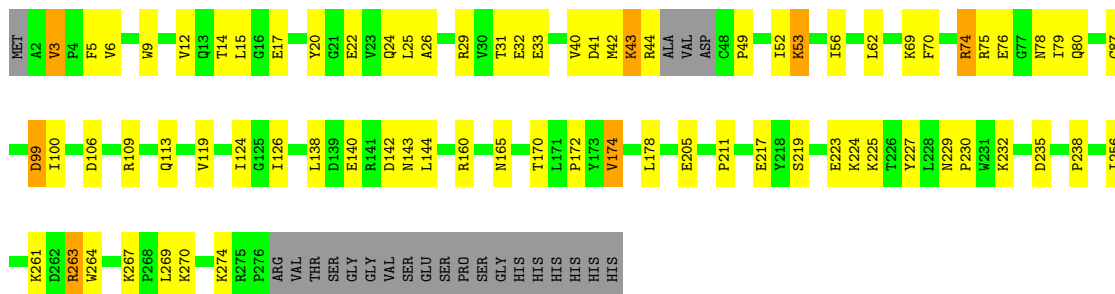 MET A2 V3 P4 F5 V6 W9 V12 Q13 T14 L15 G16 E17 Y20 G21 E22 V23 Q24 L25 A26 R29 V30 T31 E32 E33 V40 D41 M42 K43 R44 ALA VAL ASP C48 P49 I52 K53 I56 L62 K69 F70 R74 R75 E76 G77 N78 I79 Q80
D99 I100 D106 R109 Q113 V119 I124 G125 I126 L138 D139 E140 R141 D142 N143 L144 R160 N165 T170 L171 P172 Y173 V174 L178 E205 P211 E217 Y218 S219 E223 K224 K225 T226 Y227 L228 N229 P230 W231 K232 D235 P238
K261 D262 R263 W264 K267 P268 L269 K270 K274 R275 P276 ARG VAL THR SER GLY GLY VAL SER GLU SER PRO SER GLY HIS HIS HIS HIS HIS HIS